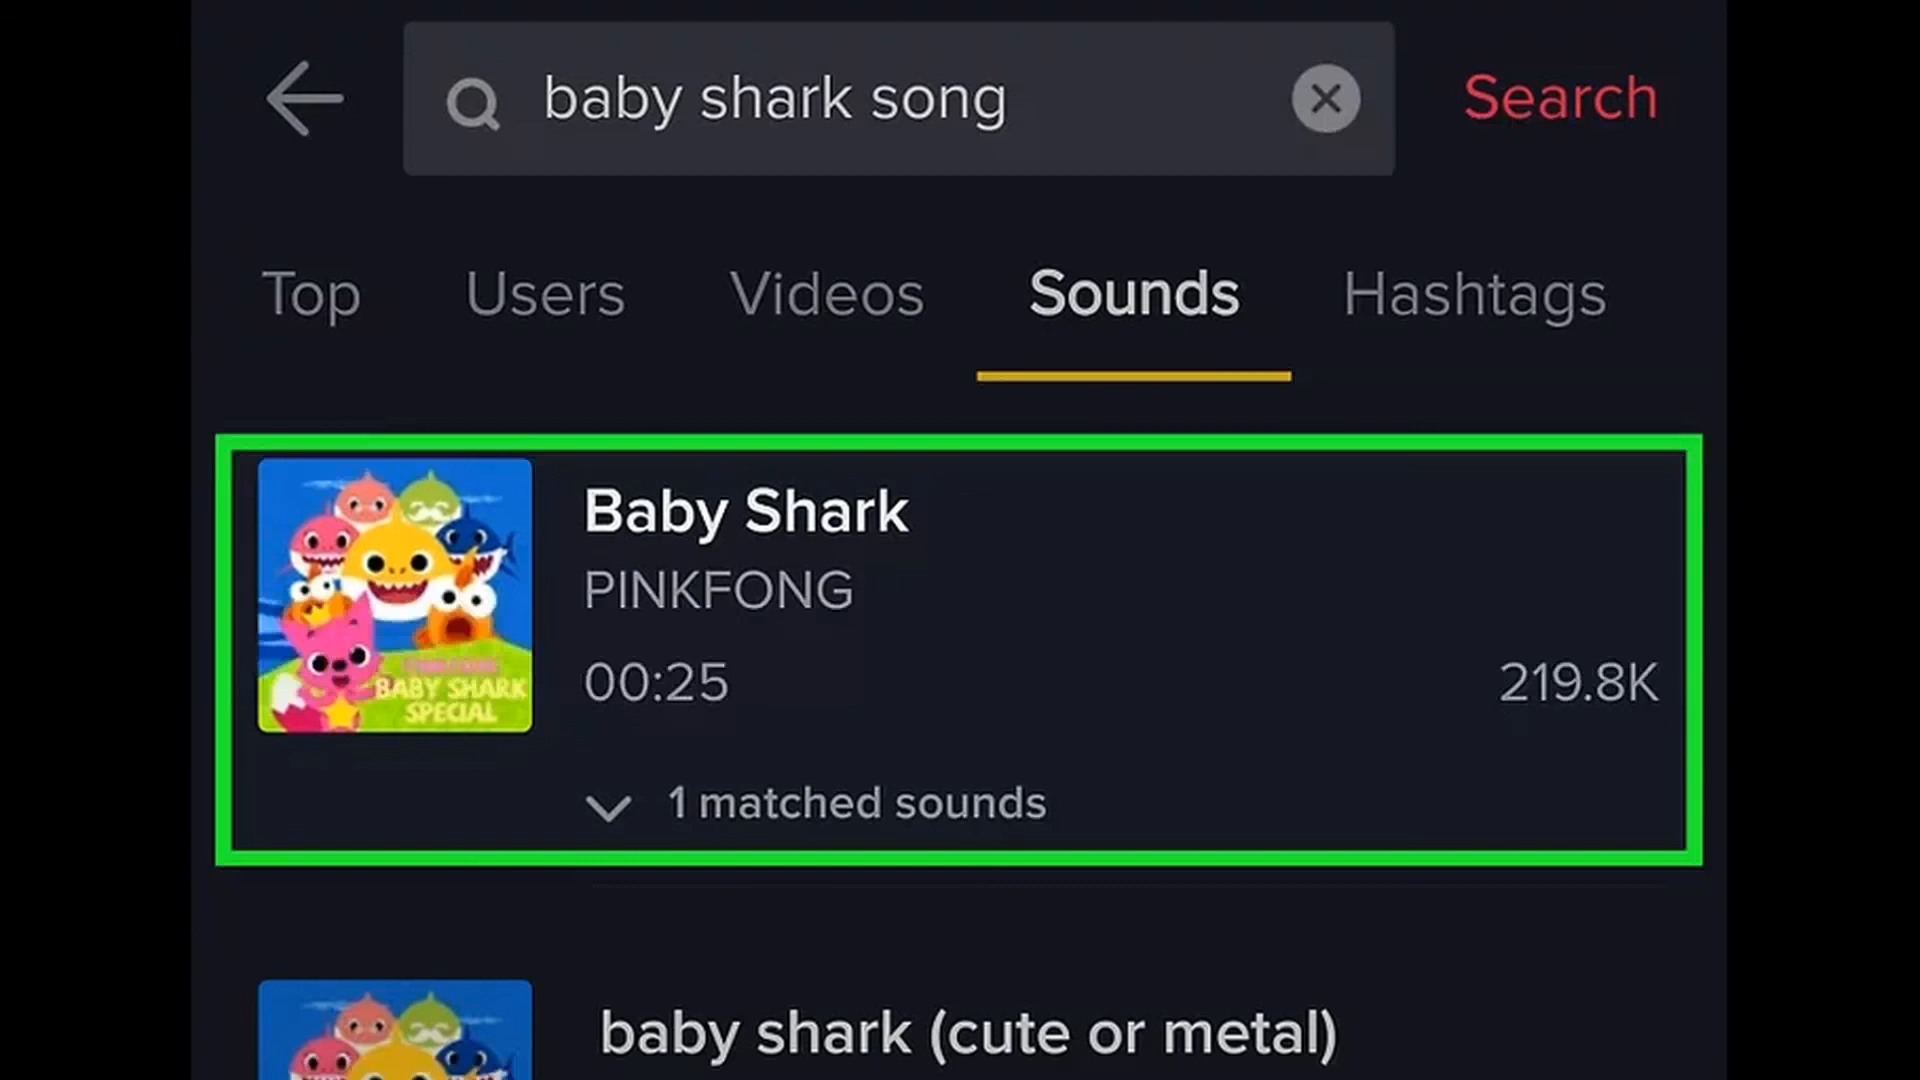 baby shark song
Search
Top Users Videos Sounds Hashtags
Baby Shark
PINKFONG
00:25
219.8K
BABY SHARK
SPECIAL
1 matched sounds
baby shark (cute or metal)